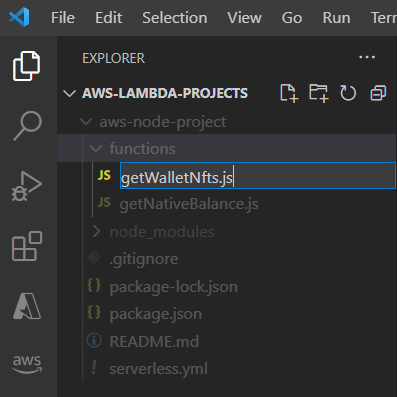 File Edit Selection View Go Run Terr
EXPLORER ...
AWS-LAMBDA-PROJECTS
aws-node-project
functions
JS getWalletNfts.js
JS getNativeBalance.js
node_modules
.gitignore
{} package-lock.json
{} package.json
README.md
! serverless.yml
aws